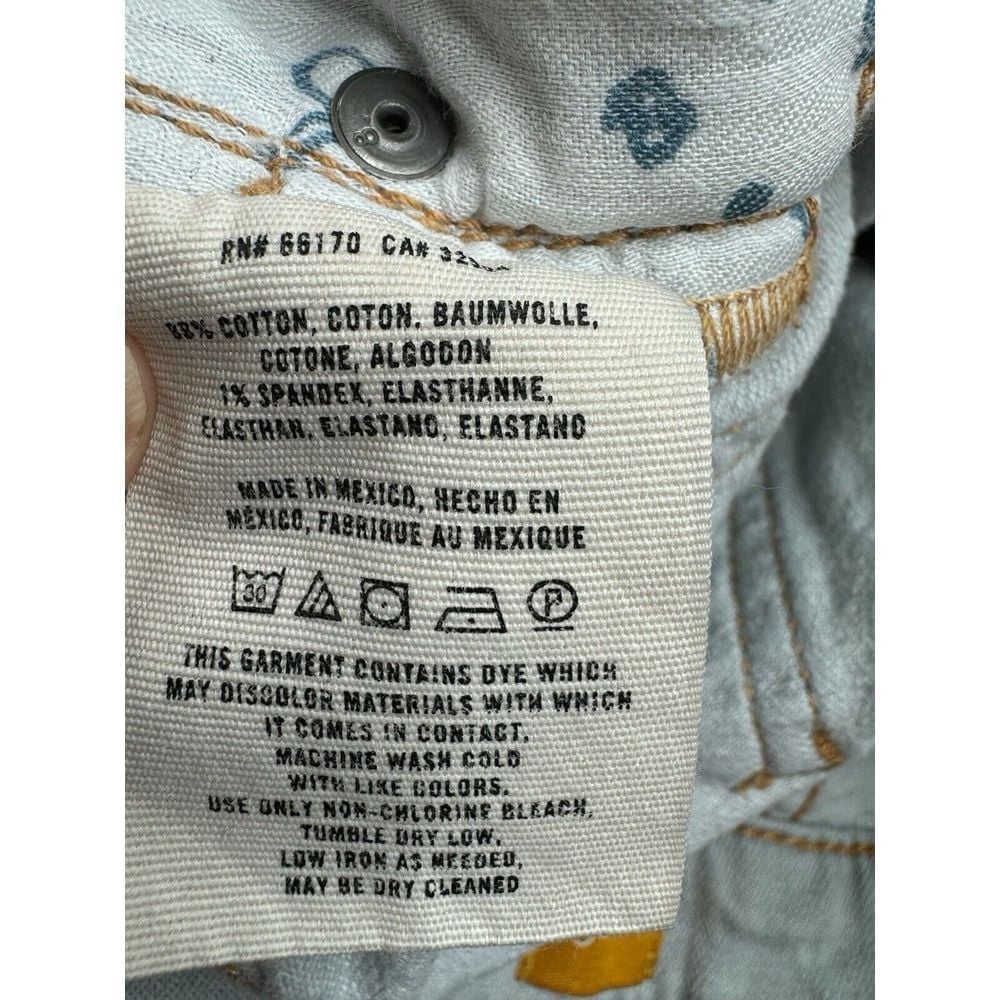 8
RN# 66170 CA#
COTTON, COTON, BAUMWOLLE,
COTONE, ALGODON
1% SPANDEX, ELASTHANNE,
ELASTHAN, ELASTANO, ELASTANO
MADE IN MEXICO, HECHO EN
MÉXICO, FABRIQUE AU MEXIQUE
30 P
THIS GARMENT CONTAINS DYE WHICH
MAY DISCOLOR MATERIALS WITH WHICH
IT COMES IN CONTACT.
MACHINE WASH COLD
WITH LIKE COLORS.
USE ONLY NON-CHLORINE BLEACH.
TUMBLE DRY LOW.
LOW IRON AS NEEDED,
MAY BE DRY CLEANED